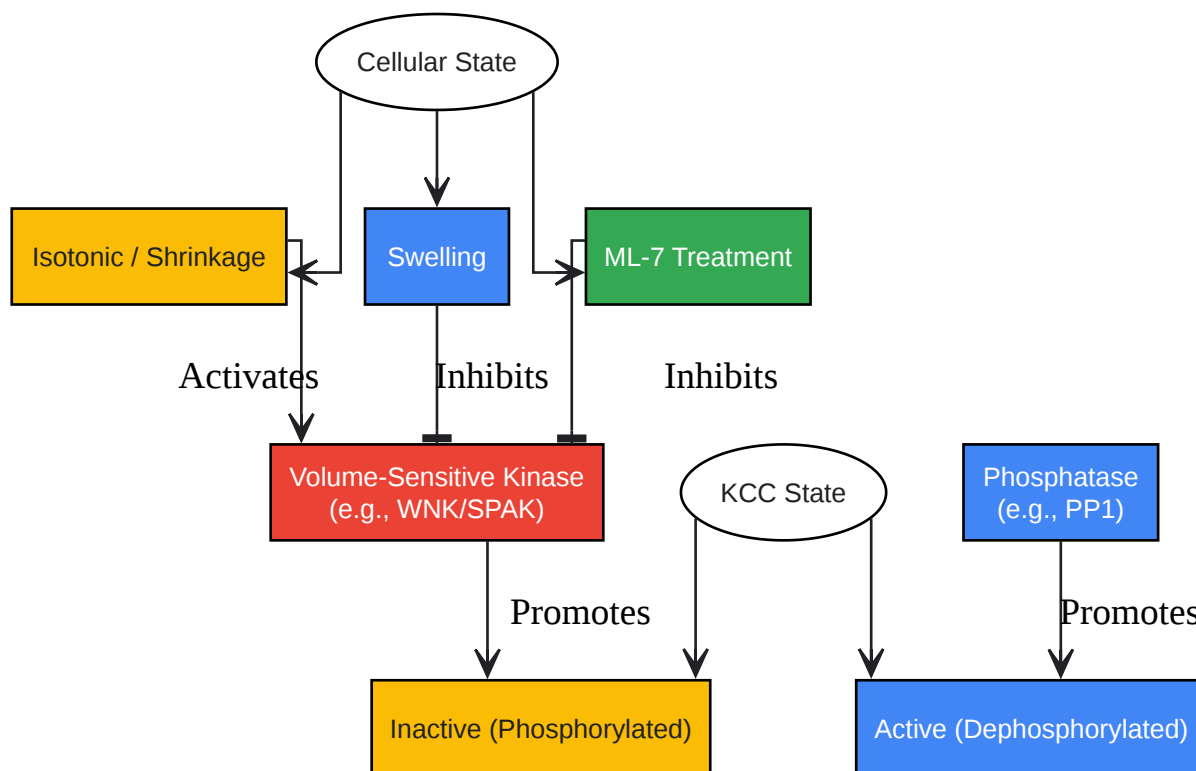 Cellular State
Isotonic / Shrinkage
Swelling
ML-7 Treatment
Activates
Inhibits
Inhibits
Volume-Sensitive Kinase
(e.g., WNK/SPAK)
KCC State
Phosphatase
(e.g., PP1)
Promotes
Promotes
Inactive (Phosphorylated)
Active (Dephosphorylated)